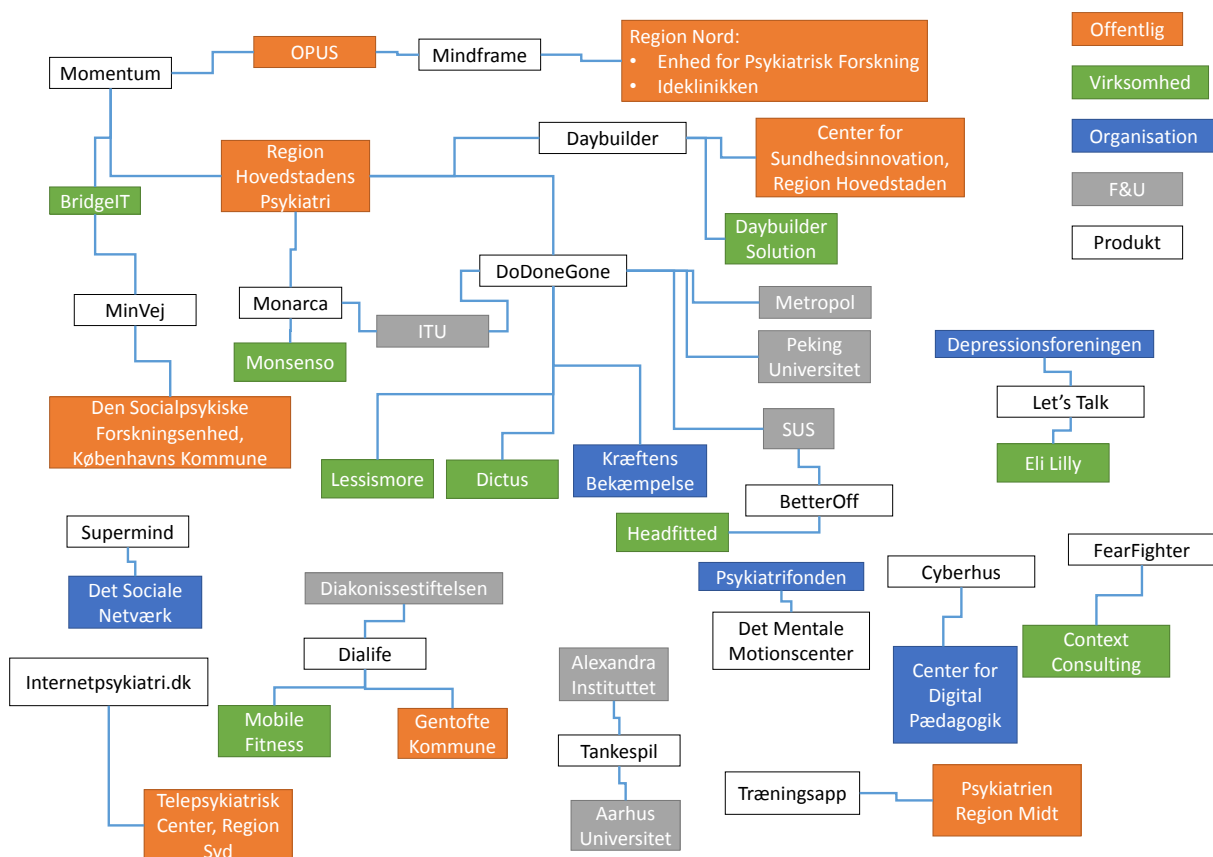 OPUS
Mindframe
Region Nord:
• Enhed for Psykiatrisk Forskning
• Ideklinikken
Offentlig
Momentum
Virksomhed
Daybuilder
Center for
Sundhedsinnovation,
Region Hovedstaden
Organisation
Region
Hovedstadens
Psykiatri
BridgeIT
F&U
Daybuilder
Solution
Produkt
DoDoneGone
MinVej
Monarca
ITU
Metropol
Monsenso
Peking
Universitet
Depressionsforeningen
Let's Talk
Eli Lilly
Den Socialpsykiske
Forskningsenhed,
Københavns Kommune
Lessismore
Dictus
Kræftens
Bekæmpelse
SUS
BetterOff
Headfitted
Supermind
Det Sociale
Netværk
Diakonissestiftelsen
Dialife
Mobile
Fitness
Gentofte
Kommune
Psykiatrifonden
Det Mentale
Motionscenter
Cyberhus
Center for
Digital
Pædagogik
FearFighter
Context
Consulting
Internetpsykiatri.dk
Telepsykiatrisk
Center, Region
Syd
Alexandra
Instituttet
Tankespil
Aarhus
Universitet
Træningsapp
Psykiatrien
Region Midt